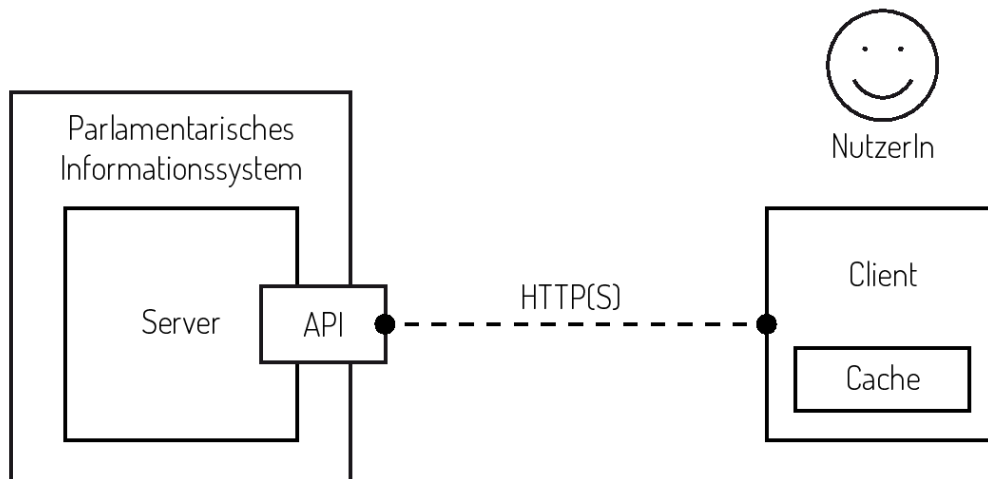 NutzerIn
Parlamentarisches
Informationssystem
Server
API
HTTP(S)
Client
Cache